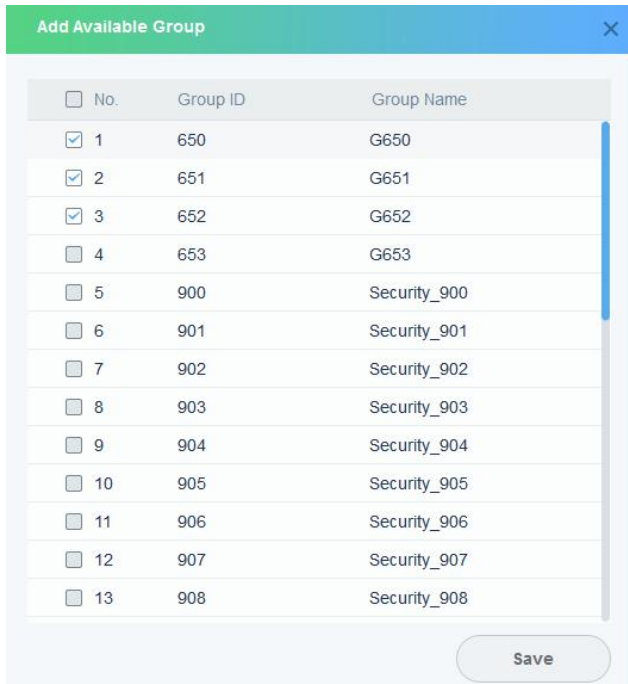 Add Available Group
No. Group ID Group Name
1 650 G650
2 651 G651
3 652 G652
4 653 G653
5 900 Security_900
6 901 Security_901
7 902 Security_902
8 903 Security_903
9 904 Security_904
10 905 Security_905
11 906 Security_906
12 907 Security_907
13 908 Security_908
Save